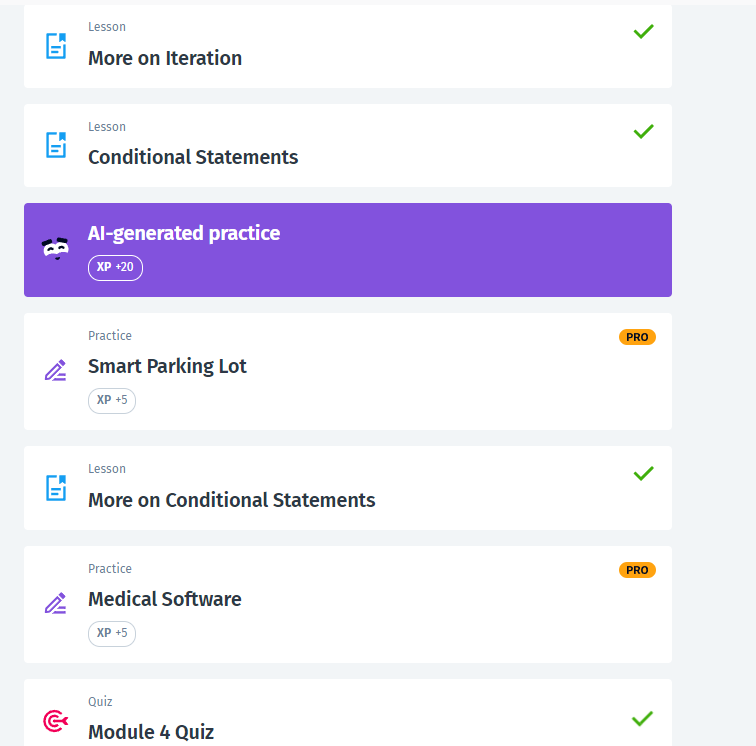 Lesson
More on Iteration
Lesson
Conditional Statements
AI-generated practice
XP +20
Practice
PRO
Smart Parking Lot
XP +5
Lesson
More on Conditional Statements
Practice
PRO
Medical Software
XP +5
Quiz
Module 4 Quiz